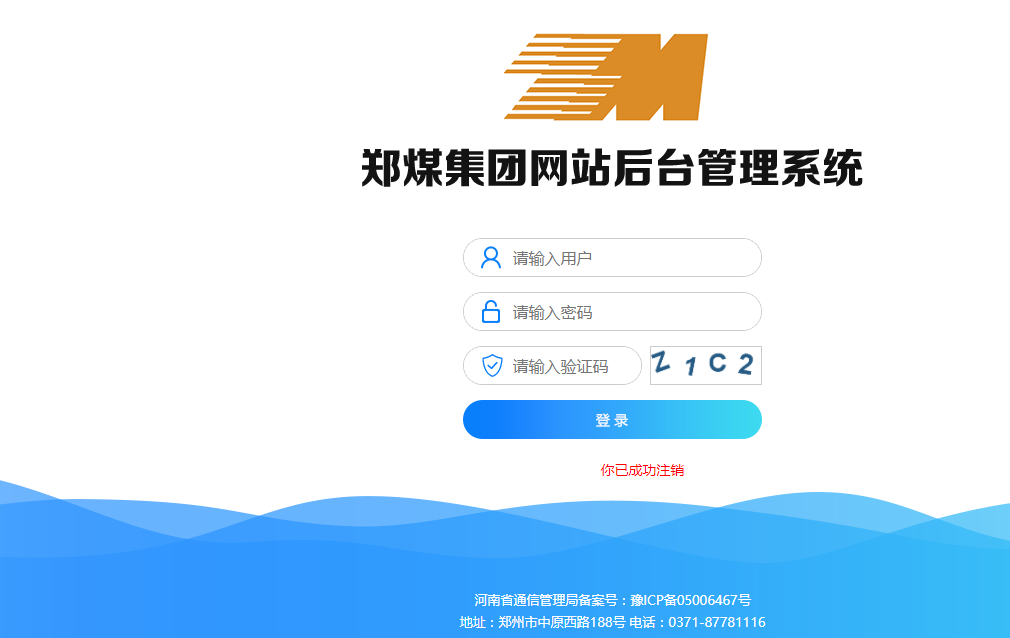 郑煤集团网站后台管理系统
请输入用户
请输入密码
请输入验证码 Z1C2
登 录
你已成功注销
河南省通信管理局备案号：豫ICP备05006467号
地址：郑州市中原西路188号 电话：0371-87781116